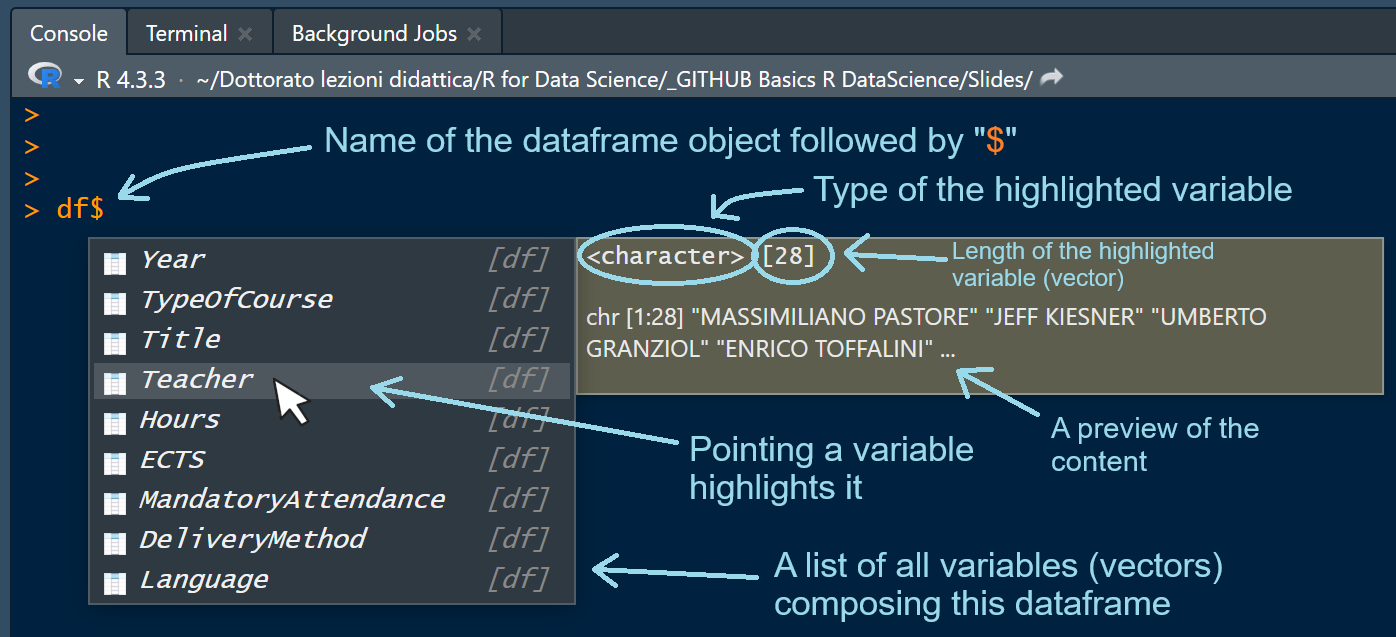 Console Terminal Background Jobs
R 4.3.3 · ~/Dottorato lezioni didattica/R for Data Science/_GITHUB Basics R DataScience/Slides/
>
>
>
> df$
Name of the dataframe object followed by "$"
Type of the highlighted variable
<character> [28]
Length of the highlighted
variable (vector)
chr [1:28] "MASSIMILIANO PASTORE" "JEFF KIESNER" "UMBERTO
GRANZIOL" "ENRICO TOFFALINI" ...
Year [df]
TypeOfCourse [df]
Title [df]
Teacher [df]
Hours [df]
ECTS [df]
MandatoryAttendance [df]
DeliveryMethod [df]
Language [df]
A preview of the
content
Pointing a variable
highlights it
A list of all variables (vectors)
composing this dataframe